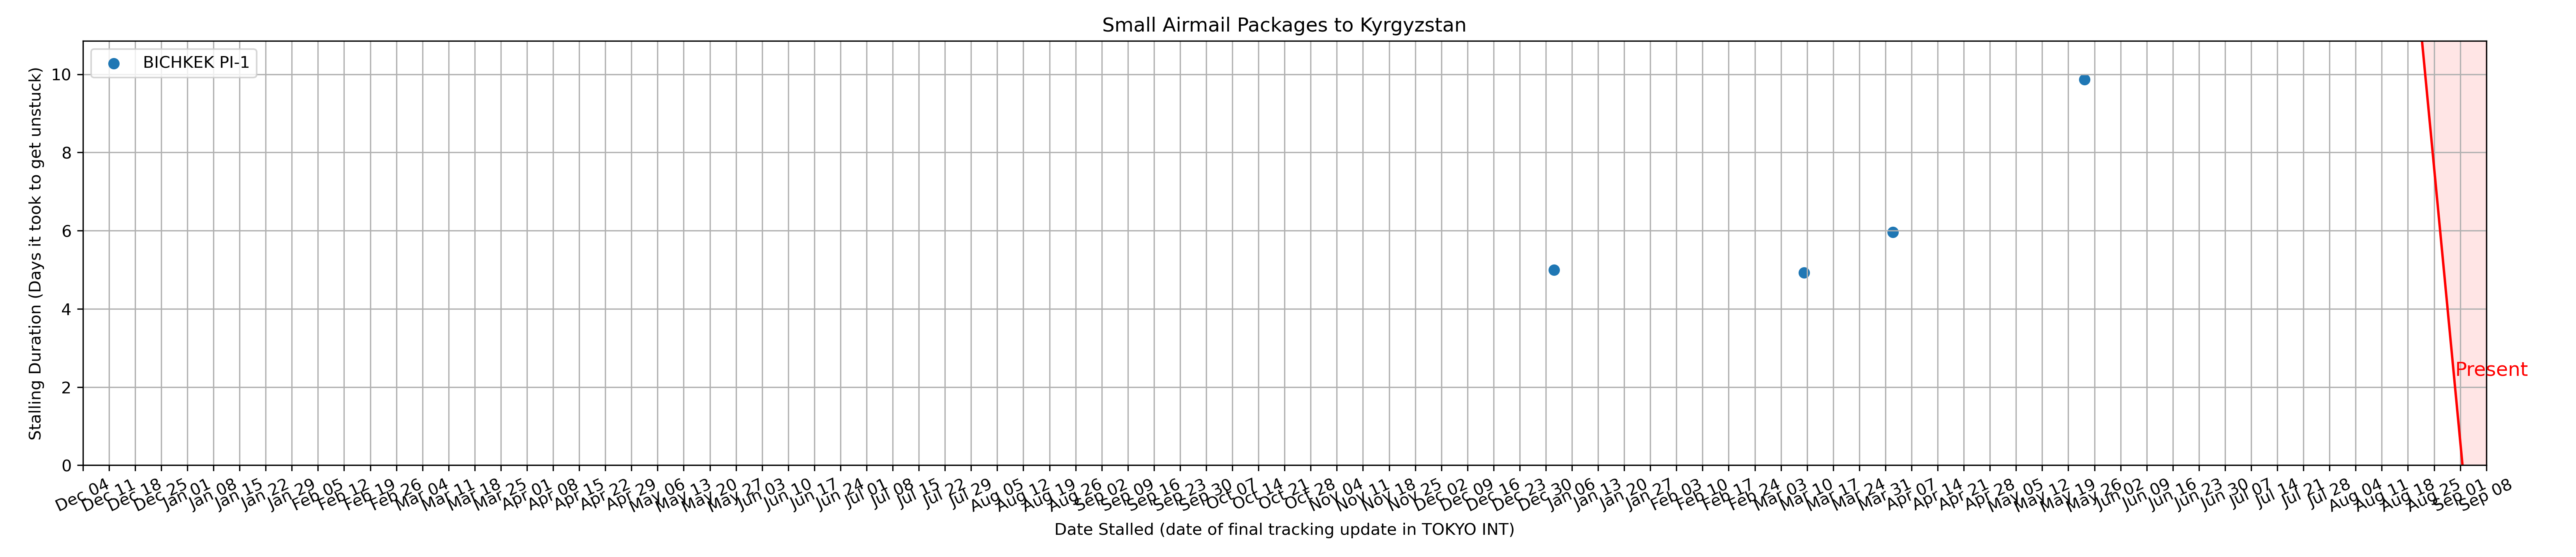 Small Airmail Packages to Kyrgyzstan
BICHKEK PI-1
Stalling Duration (Days it took to get unstuck)
10
8
6
4
2
0
Present
Dec 04 Dec 11 Dec 18 Dec 25 Jan 01 Jan 08 Jan 15 Jan 22 Jan 29 Feb 05 Feb 12 Feb 19 Feb 26 Mar 04 Mar 11 Mar 18 Mar 25 Apr 01 Apr 08 Apr 15 Apr 22 Apr 29 May 06 May 13 May 20 May 27 Jun 03 Jun 10 Jun 17 Jun 24 Jul 01 Jul 08 Jul 15 Jul 22 Jul 29 Aug 05 Aug 12 Aug 19 Aug 26 Sep 02 Sep 09 Sep 16 Sep 23 Sep 30 Oct 07 Oct 14 Oct 21 Oct 28 Nov 04 Nov 11 Nov 18 Nov 25 Dec 02 Dec 09 Dec 16 Dec 23 Dec 30 Jan 06 Jan 13 Jan 20 Jan 27 Feb 03 Feb 10 Feb 17 Feb 24 Mar 03 Mar 10 Mar 17 Mar 24 Mar 31 Apr 07 Apr 14 Apr 21 Apr 28 May 05 May 12 May 19 May 26 Jun 02 Jun 09 Jun 16 Jun 23 Jun 30 Jul 07 Jul 14 Jul 21 Jul 28 Aug 04 Aug 11 Aug 18 Aug 25 Sep 01 Sep 08
Date Stalled (date of final tracking update in TOKYO INT)